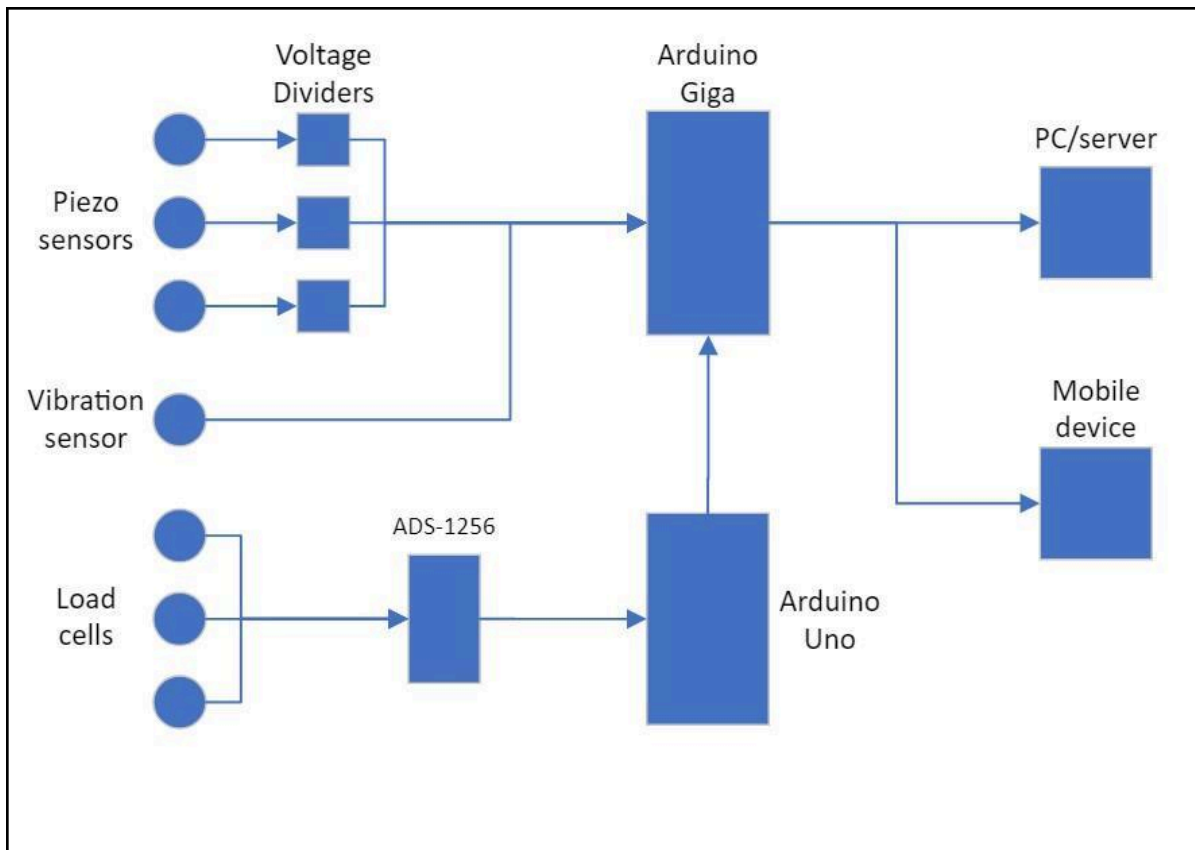 Voltage
Dividers
Arduino
Giga
PC/server
Piezo
sensors
Vibration
sensor
Mobile
device
ADS-1256
Load
cells
Arduino
Uno